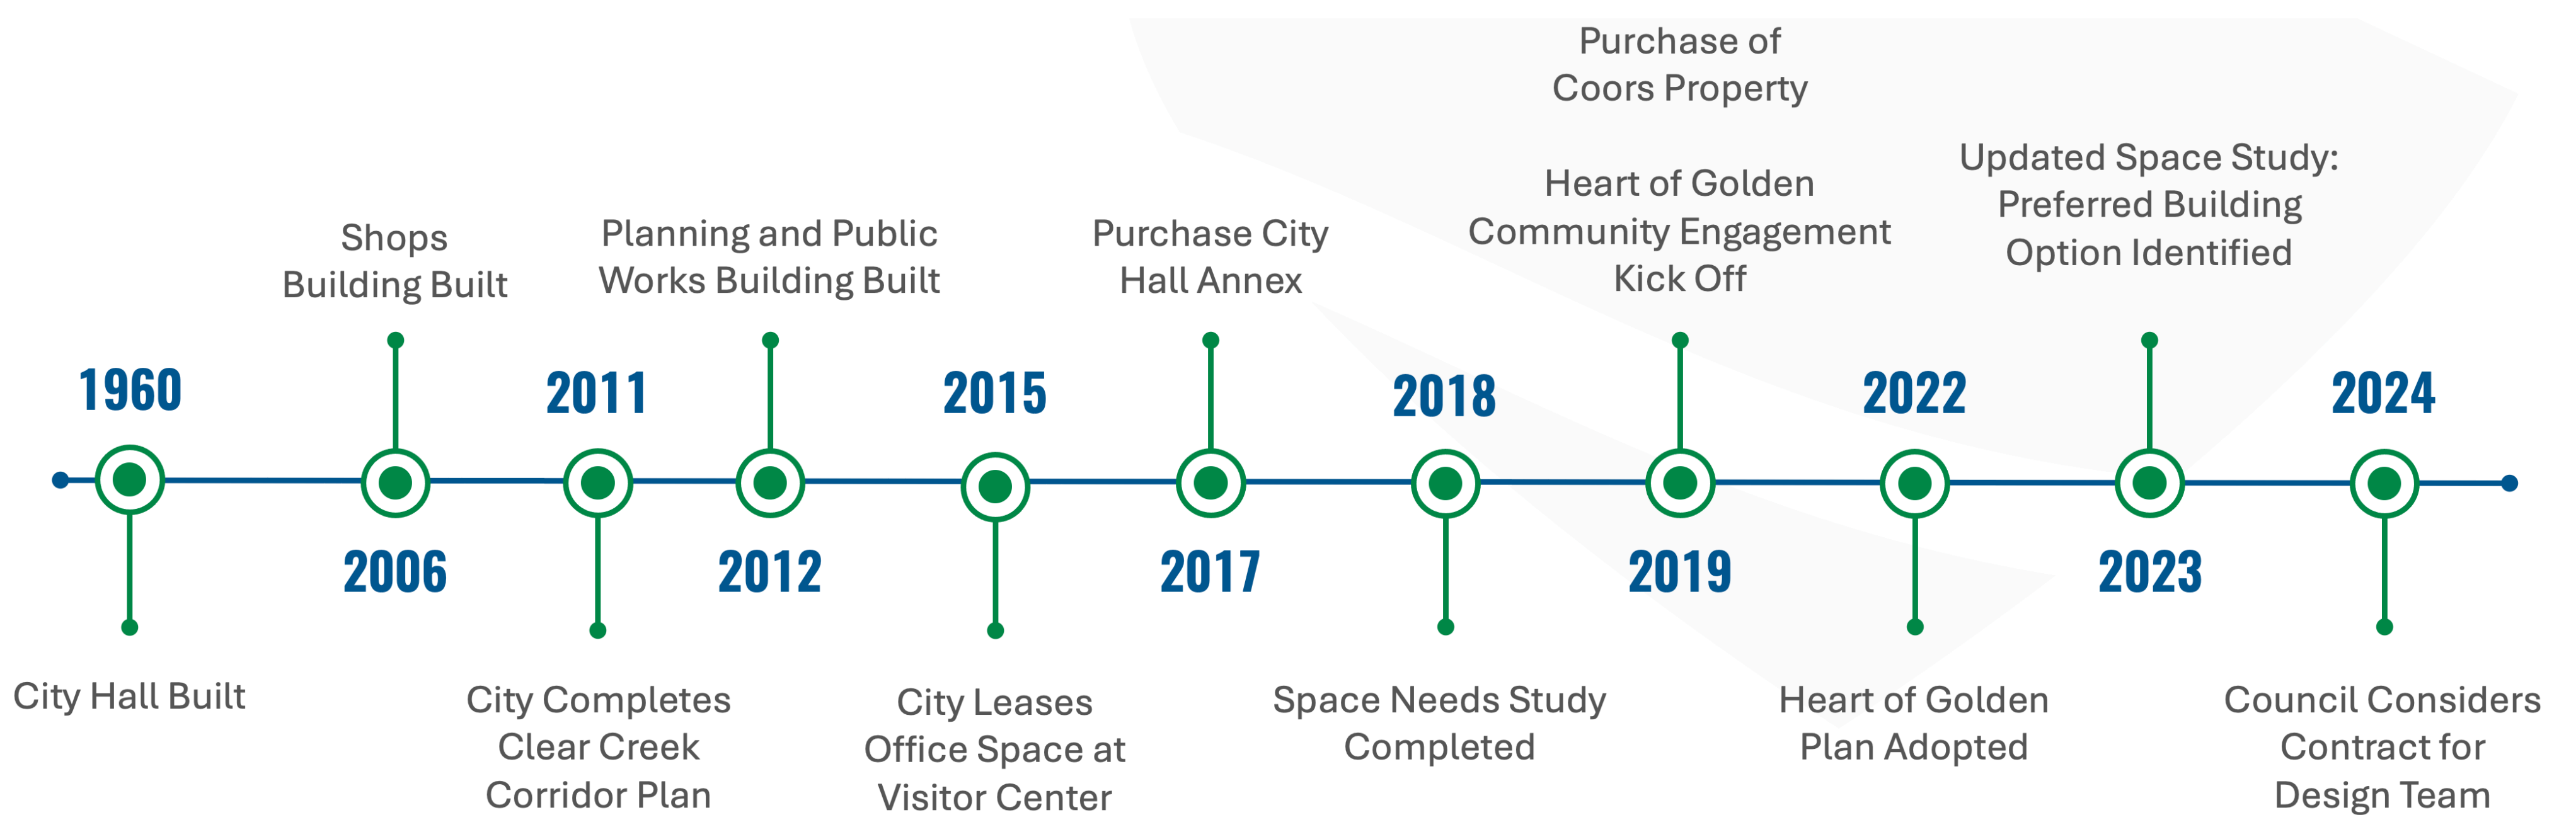 1960
City Hall Built
Shops
Building Built
2006
2011
City Completes
Clear Creek
Corridor Plan
Planning and Public
Works Building Built
2012
2015
City Leases
Office Space at
Visitor Center
Purchase City
Hall Annex
2017
2018
Space Needs Study
Completed
Purchase of
Coors Property
Heart of Golden
Community Engagement
Kick Off
2019
2022
Heart of Golden
Plan Adopted
Updated Space Study:
Preferred Building
Option Identified
2023
2024
Council Considers
Contract for
Design Team